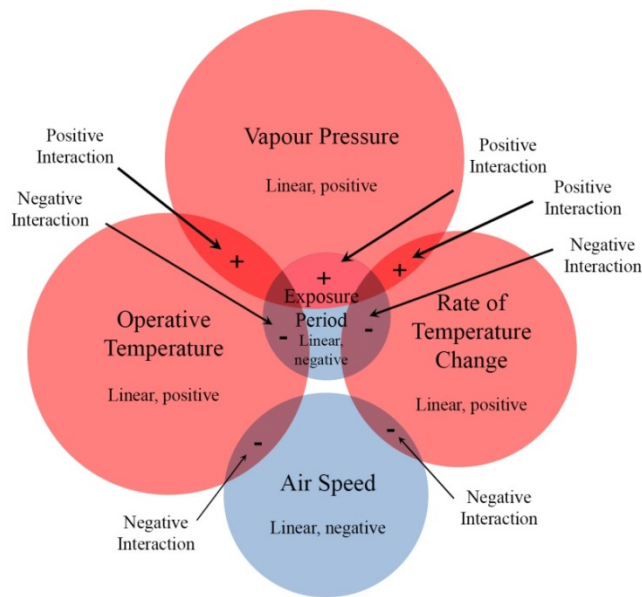 Vapour Pressure
Linear, positive
Positive
Interaction
Negative
Interaction
Positive
Interaction
Positive
Interaction
Negative
Interaction
+
+
+
Exposure
Period
Linear,
negative
-
-
Operative
Temperature
Linear, positive
Rate of
Temperature
Change
Linear, positive
-
-
Air Speed
Linear, negative
Negative
Interaction
Negative
Interaction